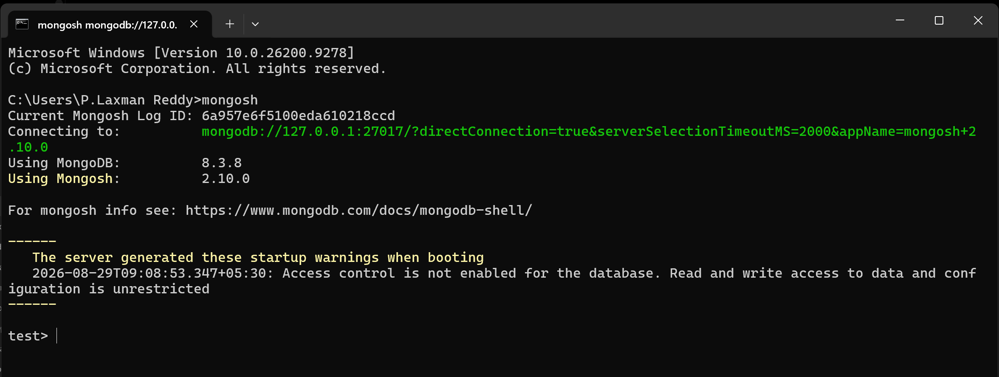 mongosh mongodb://127.0.0.
Microsoft Windows [Version 10.0.26200.9278]
(c) Microsoft Corporation. All rights reserved.
C:\Users\P.Laxman Reddy>mongosh
Current Mongosh Log ID: 6a957e6f5100eda610218ccd
Connecting to: mongodb://127.0.0.1:27017/?directConnection=true&serverSelectionTimeoutMS=2000&appName=mongosh+2
.10.0
Using MongoDB: 8.3.8
Using Mongosh: 2.10.0
For mongosh info see: https://www.mongodb.com/docs/mongodb-shell/
------
The server generated these startup warnings when booting
2026-08-29T09:08:53.347+05:30: Access control is not enabled for the database. Read and write access to data and conf
iguration is unrestricted
------
test>